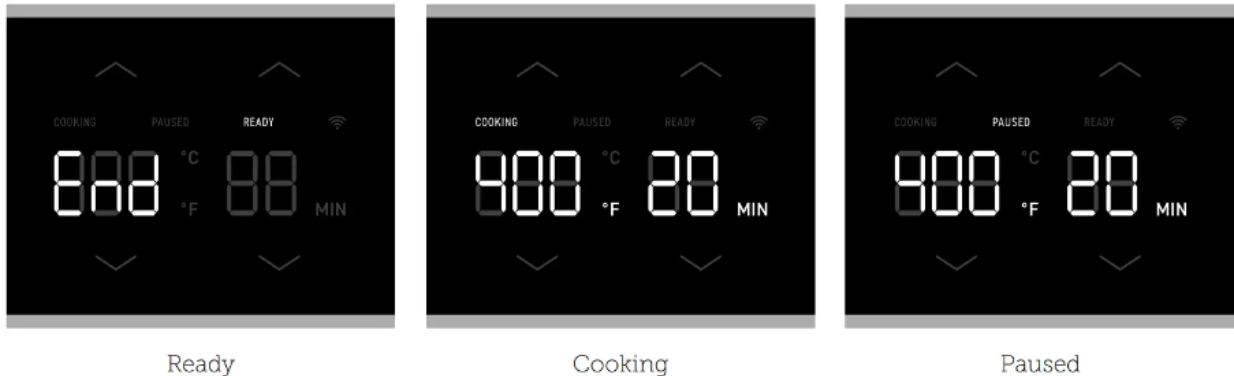 COOKING PAUSED READY
End °C
°F MIN
Ready
COOKING PAUSED READY
400 °C 20
°F MIN
Cooking
COOKING PAUSED READY
400 °C 20
°F MIN
Paused